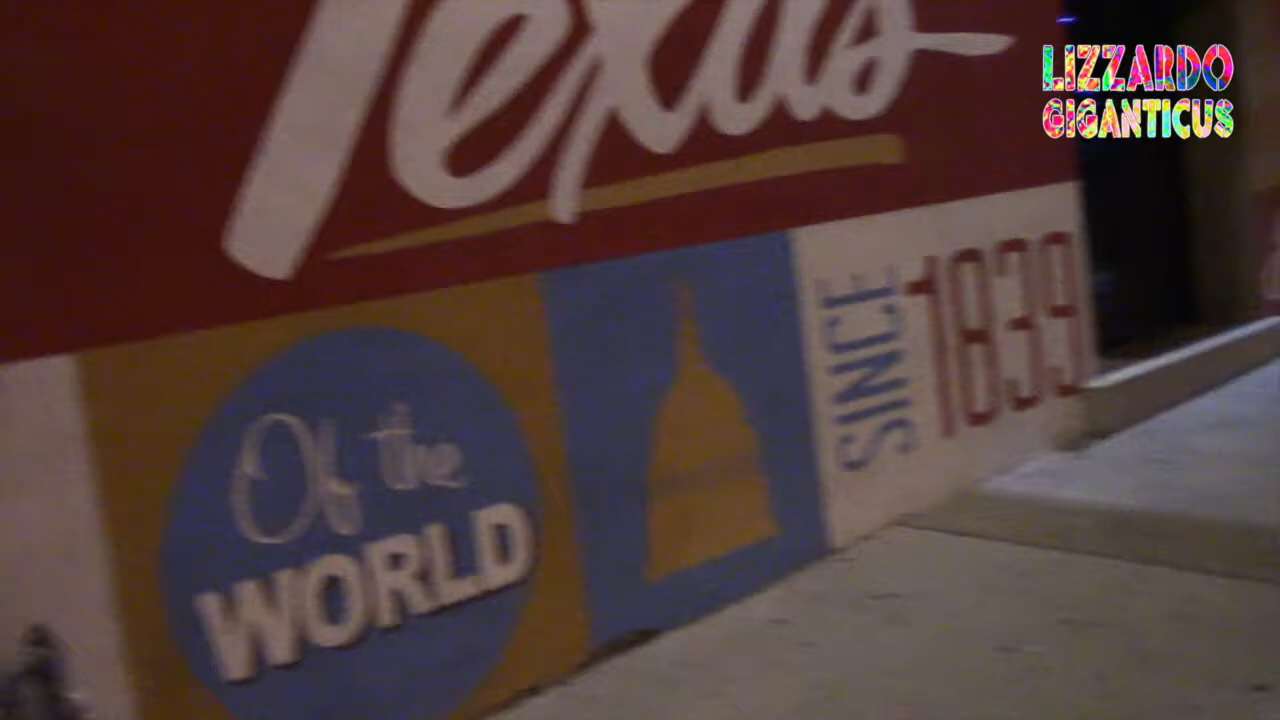 Texas
LIZZARDO
GIGANTICUS
SINCE 1839
Of the
WORLD